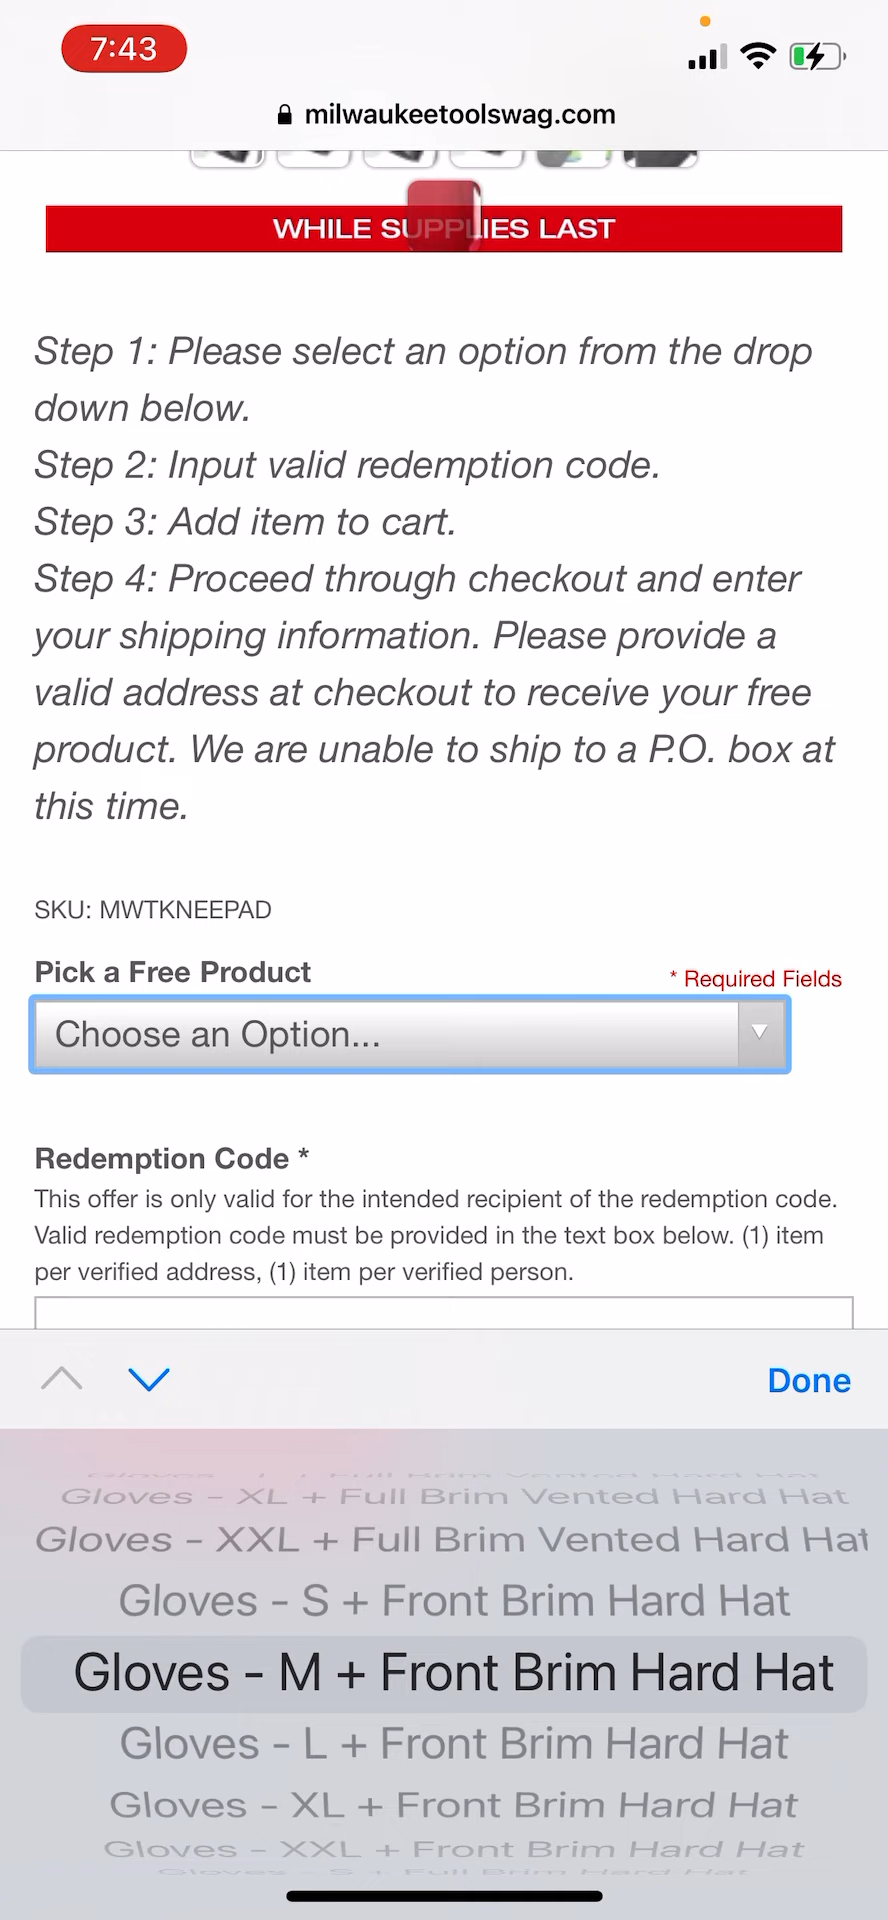 7:43
milwaukeetoolswag.com
WHILE SUPPLIES LAST
Step 1: Please select an option from the drop
down below.
Step 2: Input valid redemption code.
Step 3: Add item to cart.
Step 4: Proceed through checkout and enter
your shipping information. Please provide a
valid address at checkout to receive your free
product. We are unable to ship to a P.O. box at
this time.
SKU: MWTKNEEPAD
Pick a Free Product
* Required Fields
Choose an Option...
Redemption Code *
This offer is only valid for the intended recipient of the redemption code.
Valid redemption code must be provided in the text box below. (1) item
per verified address, (1) item per verified person.
Done
Gloves - XL + Full Brim Vented Hard Hat
Gloves - XXL + Full Brim Vented Hard Hat
Gloves - S + Front Brim Hard Hat
Gloves - M + Front Brim Hard Hat
Gloves - L + Front Brim Hard Hat
Gloves - XL + Front Brim Hard Hat
Gloves - XXL + Front Brim Hard Hat
Gloves - S + Full Brim Hard Hat